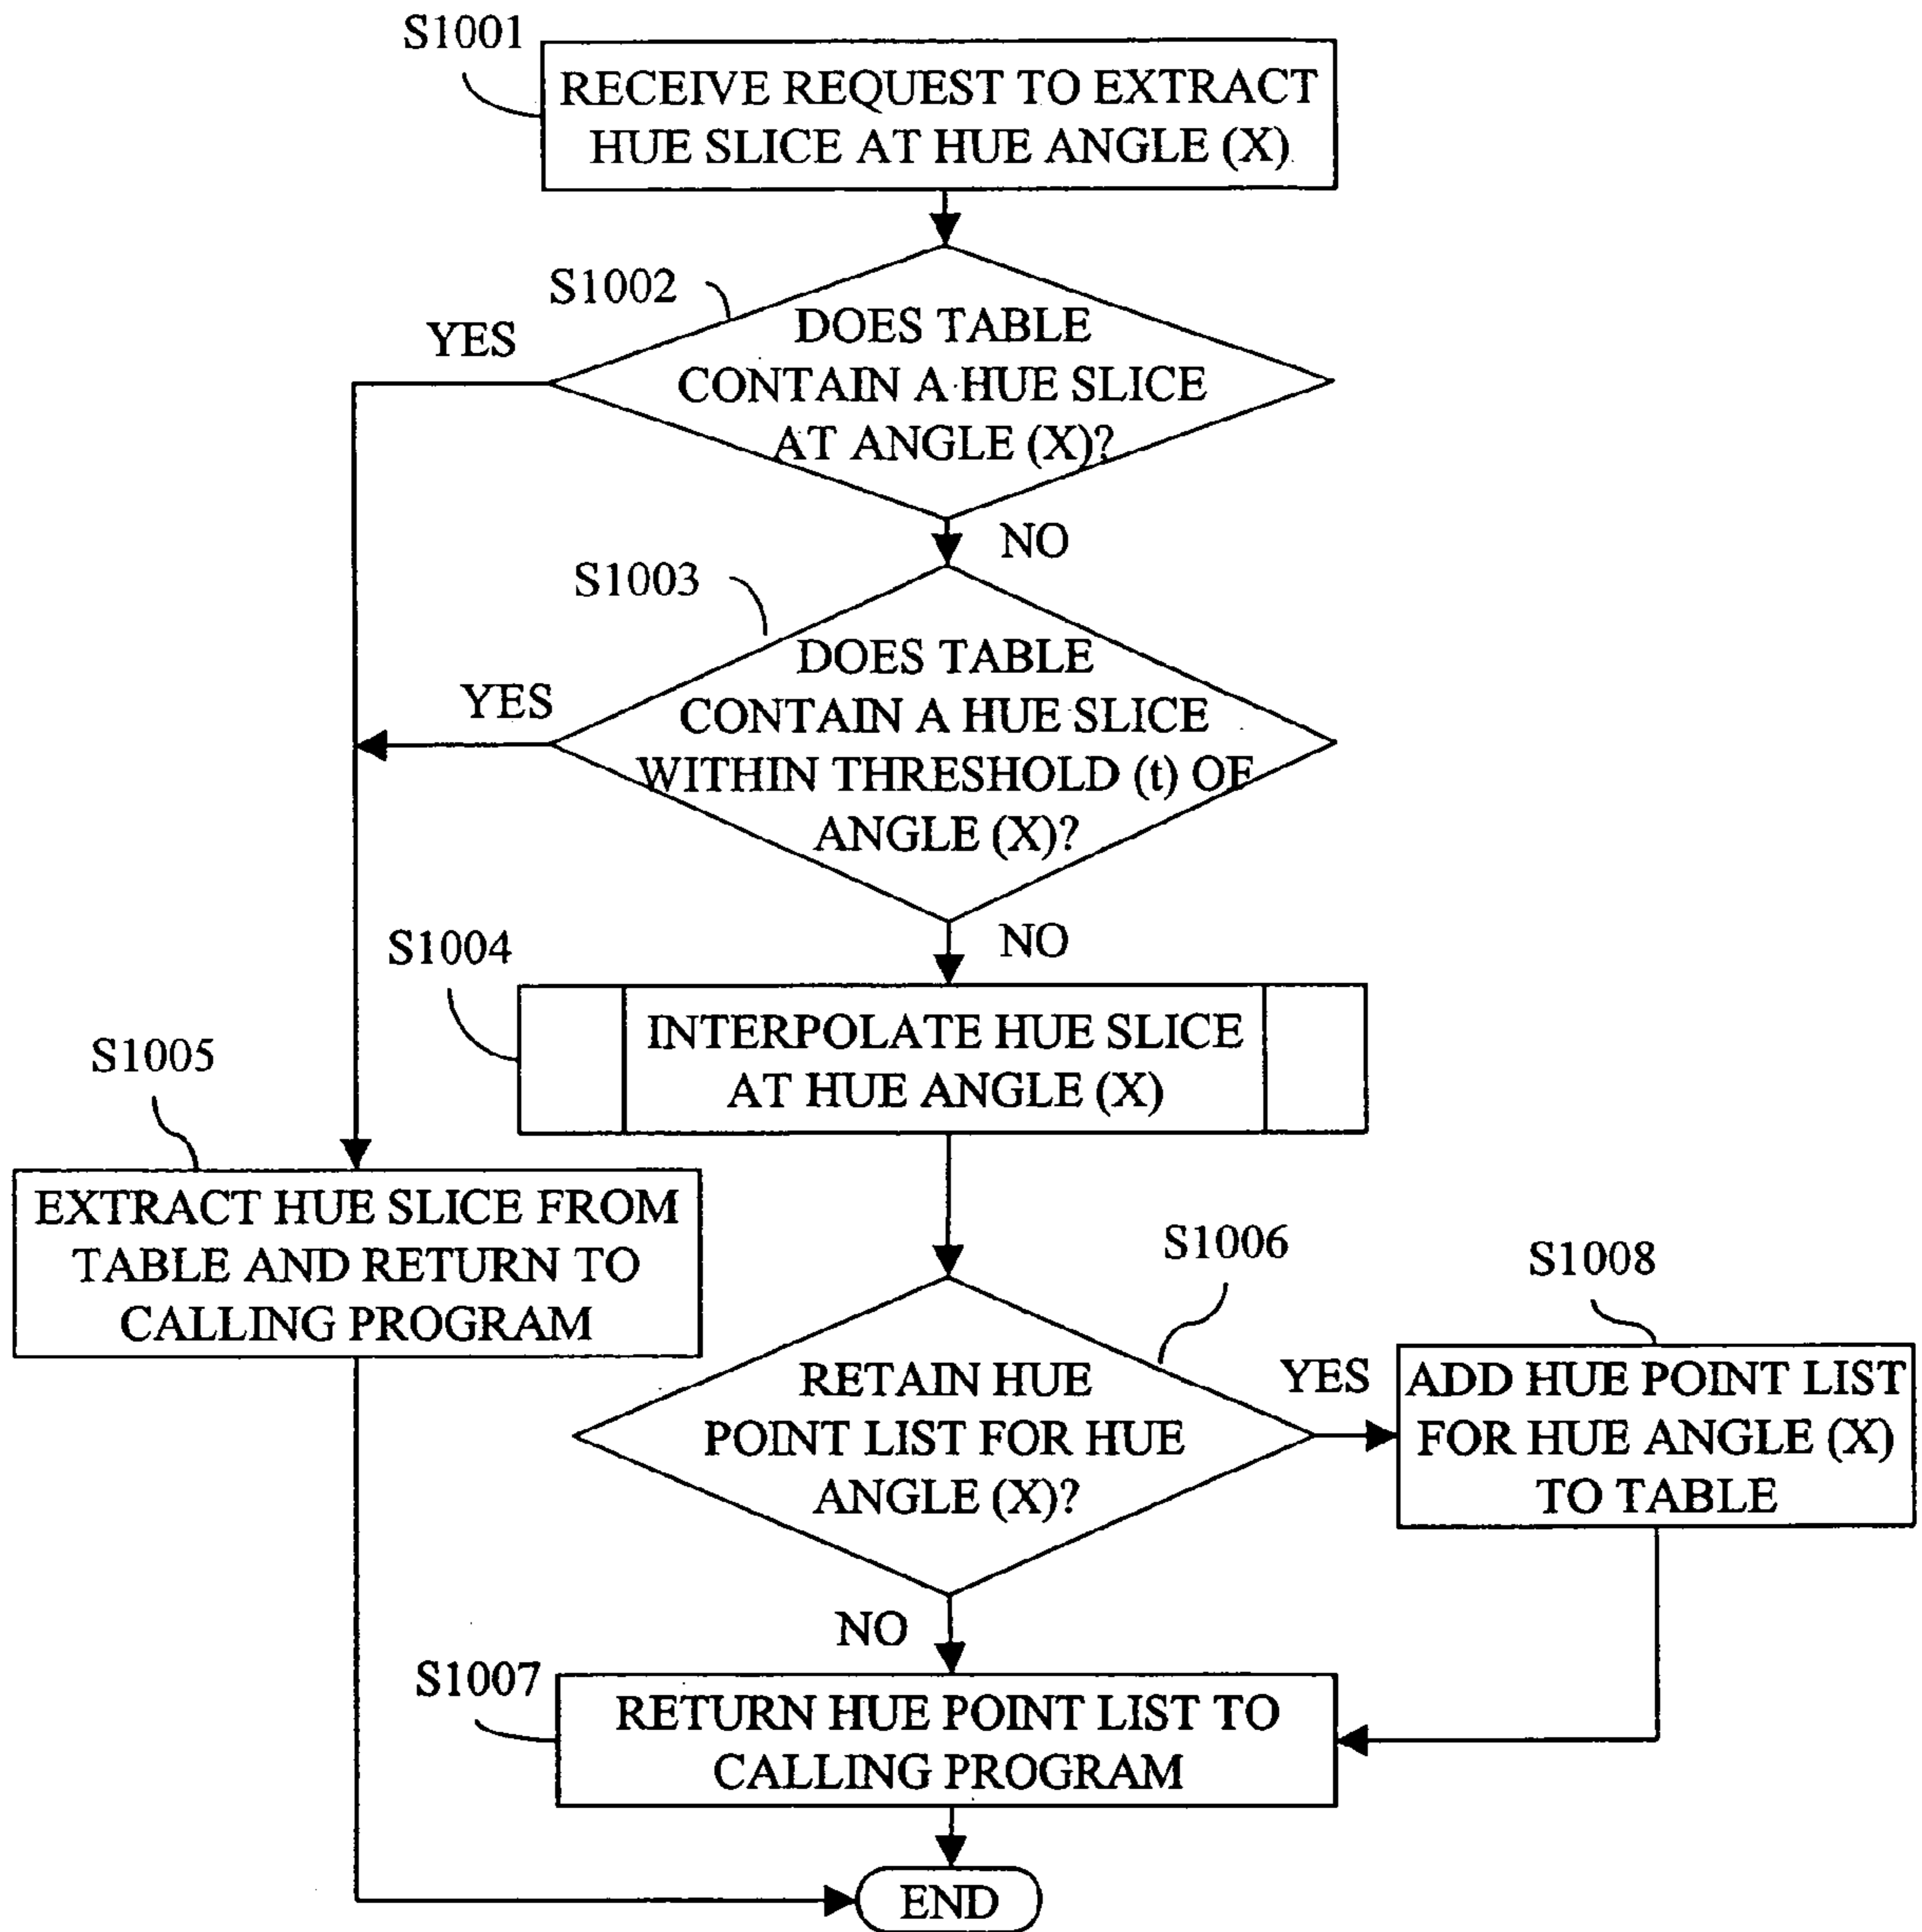 S1001
RECEIVE REQUEST TO EXTRACT
HUE SLICE AT HUE ANGLE (X)
S1002
YES
DOES TABLE
CONTAIN A HUE SLICE
AT ANGLE (X)?
NO
S1003
YES
DOES TABLE
CONTAIN A HUE SLICE
WITHIN THRESHOLD (t) OF
ANGLE (X)?
NO
S1004
INTERPOLATE HUE SLICE
AT HUE ANGLE (X)
S1005
EXTRACT HUE SLICE FROM
TABLE AND RETURN TO
CALLING PROGRAM
S1006
RETAIN HUE
POINT LIST FOR HUE
ANGLE (X)?
YES
S1008
ADD HUE POINT LIST
FOR HUE ANGLE (X)
TO TABLE
NO
S1007
RETURN HUE POINT LIST TO
CALLING PROGRAM
END